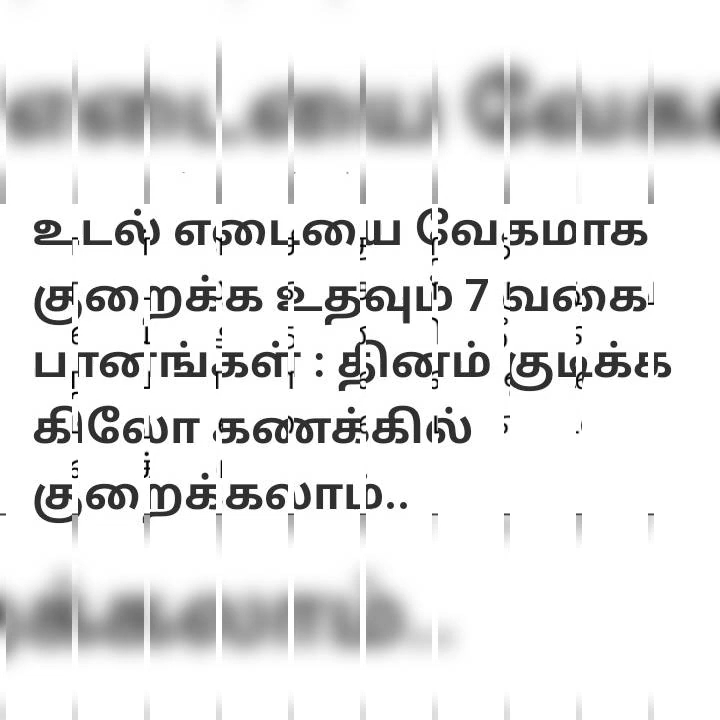 உடல் எடையை வேகமாக
குறைக்க உதவும் 7 வகை
பானங்கள் : தினம் குடிக்க
கிலோ கணக்கில்
குறைக்கலாம்..